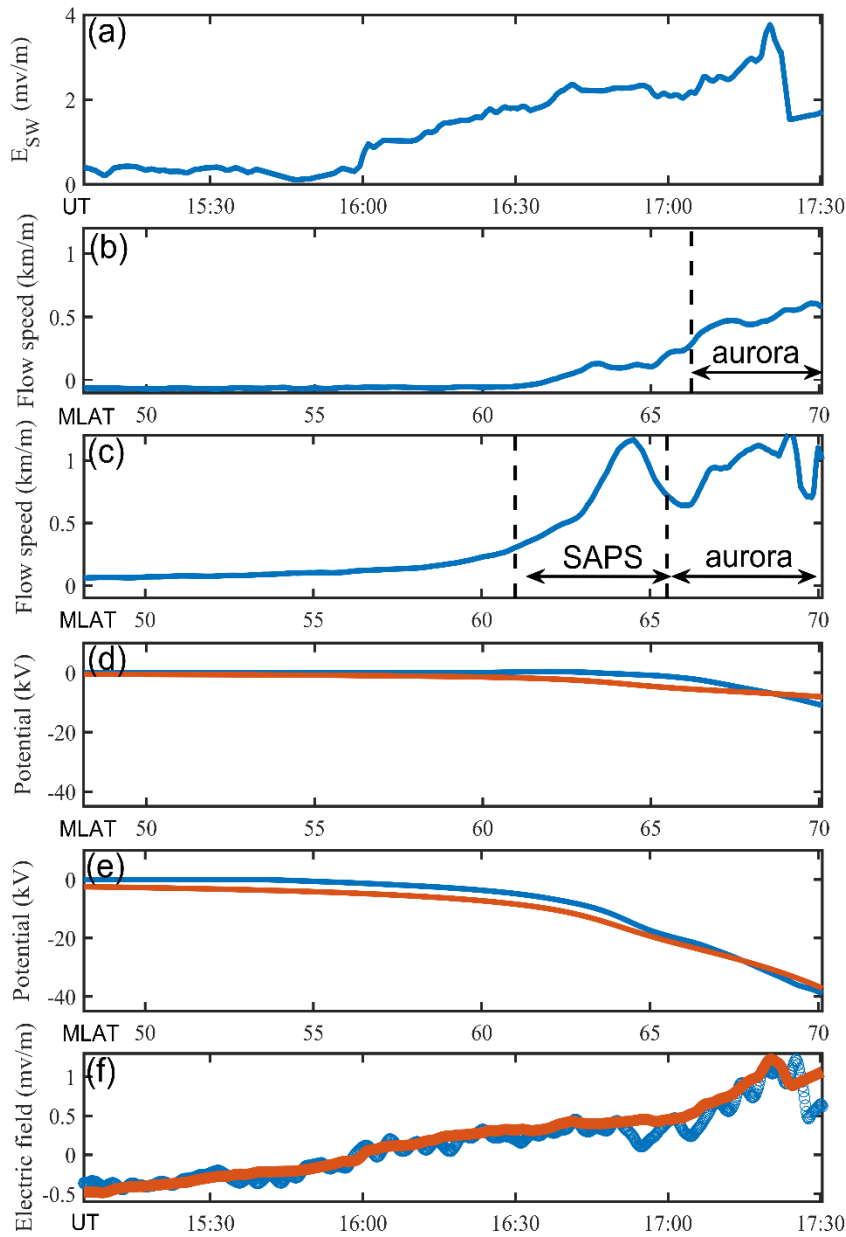 (a)
E_SW (mv/m)
4
2
0
UT 15:30 16:00 16:30 17:00 17:30
(b)
Flow speed (km/m)
1
0.5
0
aurora
MLAT 50 55 60 65 70
(c)
Flow speed (km/m)
1
0.5
0
SAPS aurora
MLAT 50 55 60 65 70
(d)
Potential (kV)
0
-20
-40
MLAT 50 55 60 65 70
(e)
Potential (kV)
0
-20
-40
MLAT 50 55 60 65 70
(f)
Electric field (mv/m)
1
0.5
0
-0.5
UT 15:30 16:00 16:30 17:00 17:30